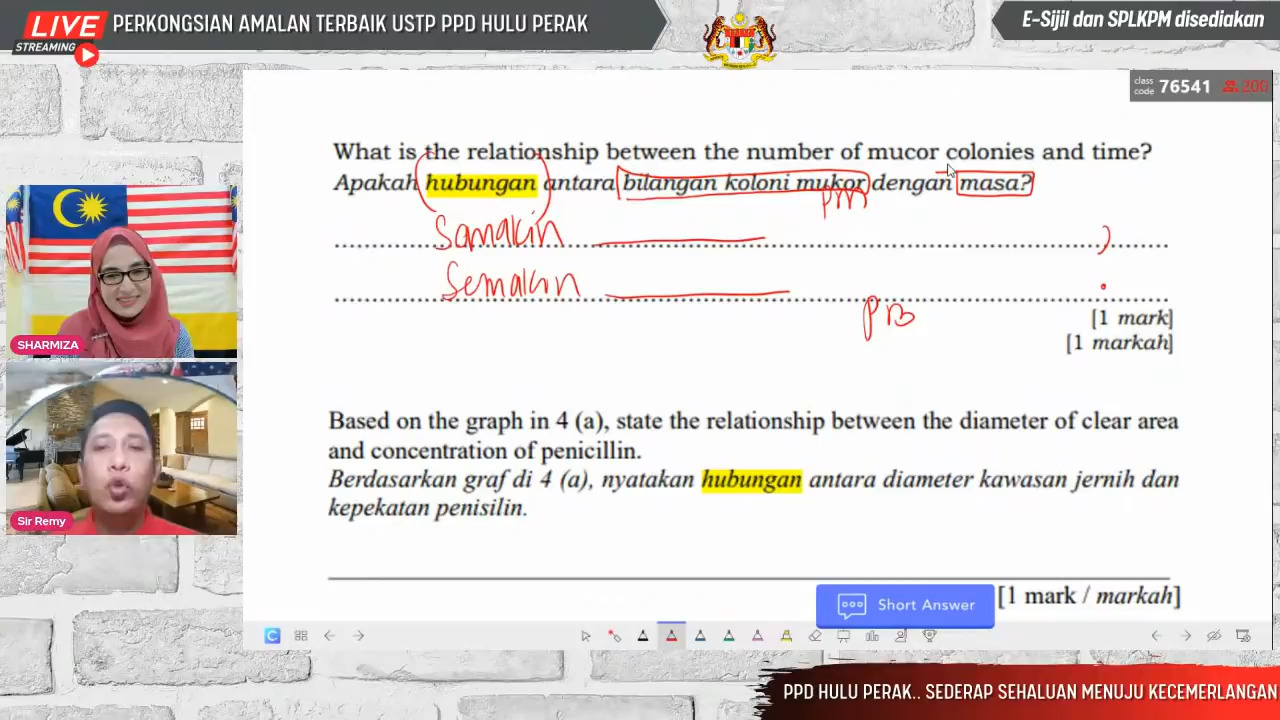 LIVE
STREAMING
PERKONGSIAN AMALAN TERBAIK USTP PPD HULU PERAK
E-Sijil dan SPLKPM disediakan
class
code 76541 200
What is the relationship between the number of mucor colonies and time?
Apakah hubungan antara bilangan koloni mukor dengan masa?
pm
Samakin ,
Semakin .
PB
[1 mark]
[1 markah]
SHARMIZA
Sir Remy
Based on the graph in 4 (a), state the relationship between the diameter of clear area
and concentration of penicillin.
Berdasarkan graf di 4 (a), nyatakan hubungan antara diameter kawasan jernih dan
kepekatan penisilin.
Short Answer
[1 mark / markah]
C
PPD HULU PERAK.. SEDERAP SEHALUAN MENUJU KECEMERLANGAN